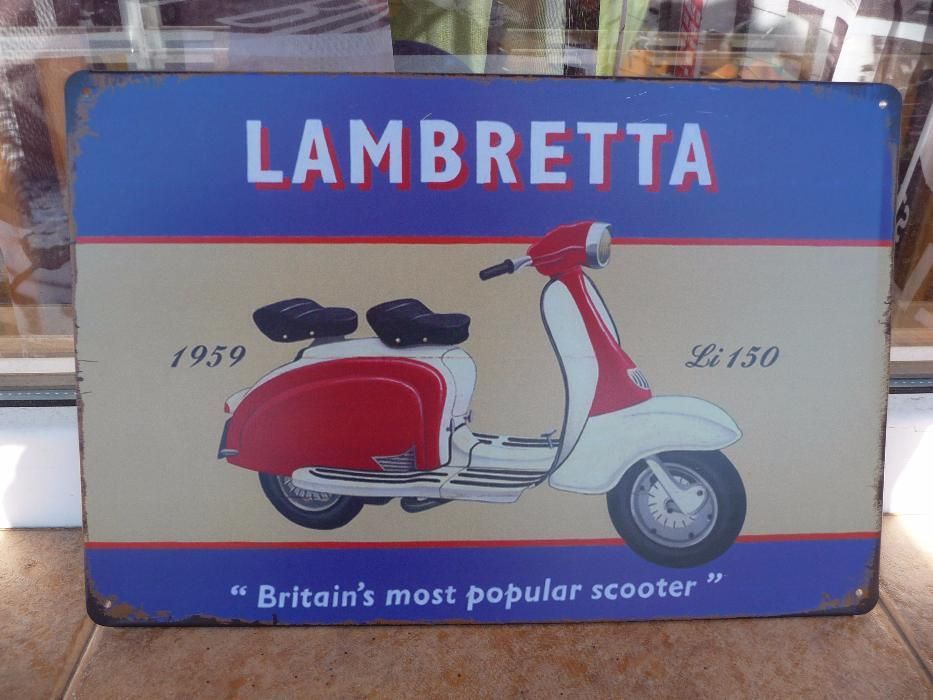 LAMBRETTA
1959
Li 150
“ Britain's most popular scooter ”